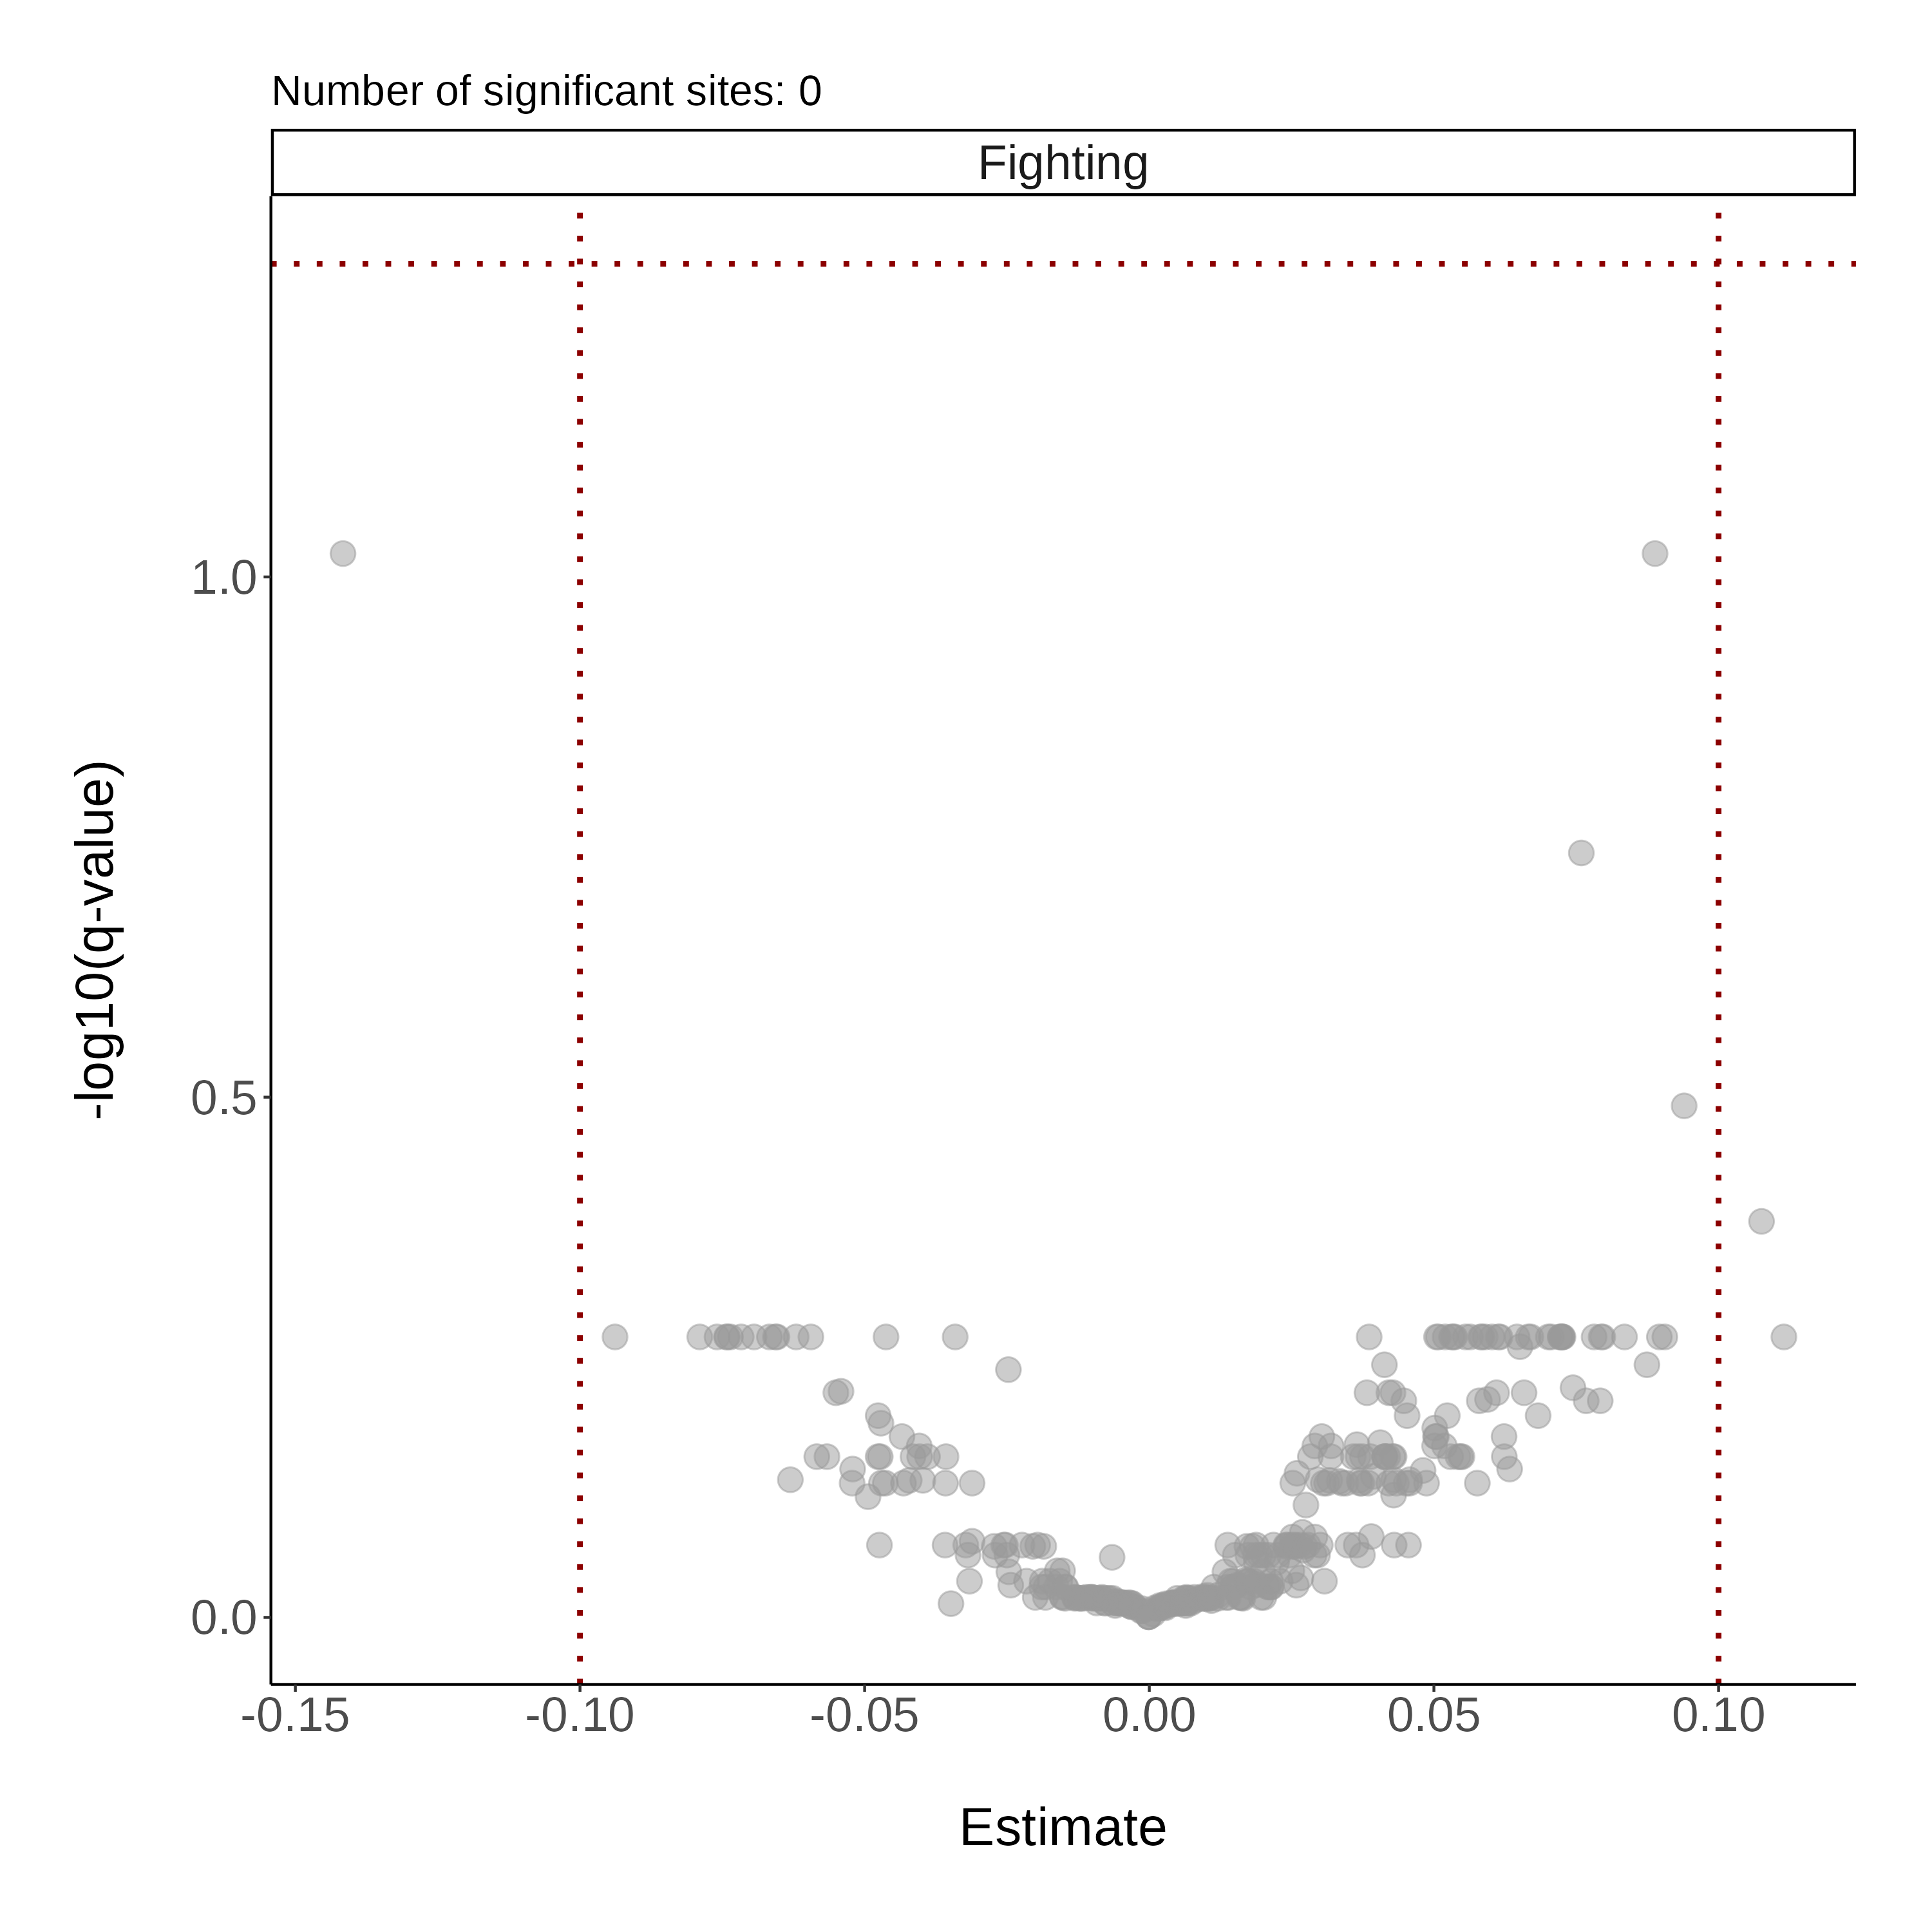 Number of significant sites: 0
Fighting
1.0
0.5
0.0
-log10(q-value)
-0.15 -0.10 -0.05 0.00 0.05 0.10
Estimate